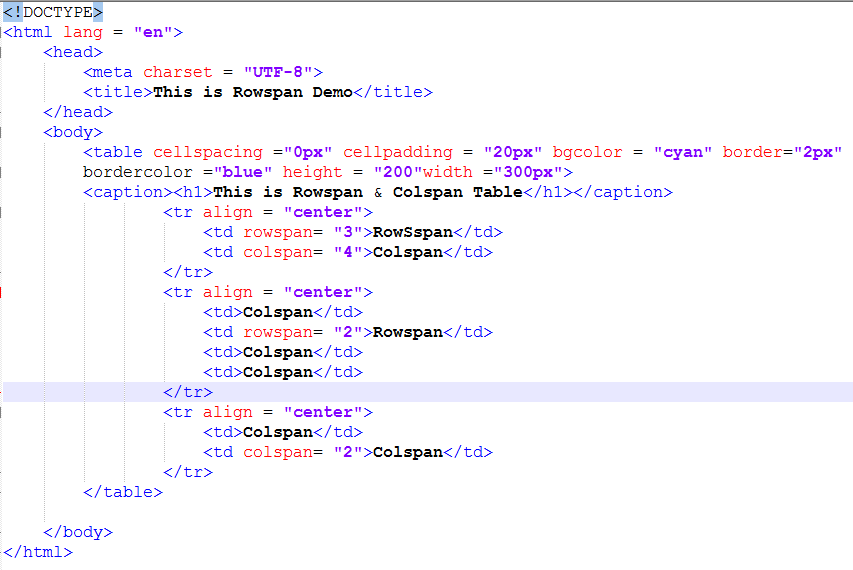 <!DOCTYPE>
<html lang = "en">
<head>
<meta charset = "UTF-8">
<title>This is Rowspan Demo</title>
</head>
<body>
<table cellspacing ="0px" cellpadding = "20px" bgcolor = "cyan" border="2px"
bordercolor ="blue" height = "200"width ="300px">
<caption><h1>This is Rowspan & Colspan Table</h1></caption>
<tr align = "center">
<td rowspan= "3">RowSspan</td>
<td colspan= "4">Colspan</td>
</tr>
<tr align = "center">
<td>Colspan</td>
<td rowspan= "2">Rowspan</td>
<td>Colspan</td>
<td>Colspan</td>
</tr>
<tr align = "center">
<td>Colspan</td>
<td colspan= "2">Colspan</td>
</tr>
</table>
</body>
</html>